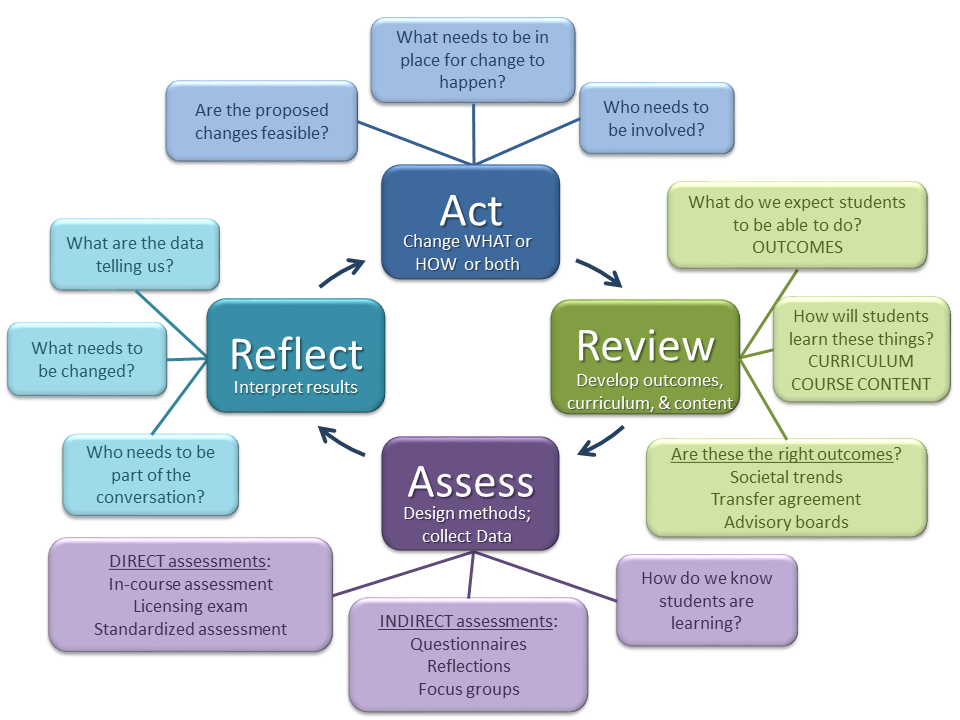 What needs to be in
place for change to
happen?
Are the proposed
changes feasible?
Who needs to
be involved?
Act
Change WHAT or
HOW or both
What do we expect students
to be able to do?
OUTCOMES
How will students
learn these things?
CURRICULUM
COURSE CONTENT
Review
Develop outcomes,
curriculum, & content
Are these the right outcomes?
Societal trends
Transfer agreement
Advisory boards
Assess
Design methods;
collect Data
How do we know
students are
learning?
INDIRECT assessments:
Questionnaires
Reflections
Focus groups
DIRECT assessments:
In-course assessment
Licensing exam
Standardized assessment
Reflect
Interpret results
What are the data
telling us?
What needs to
be changed?
Who needs to be
part of the
conversation?